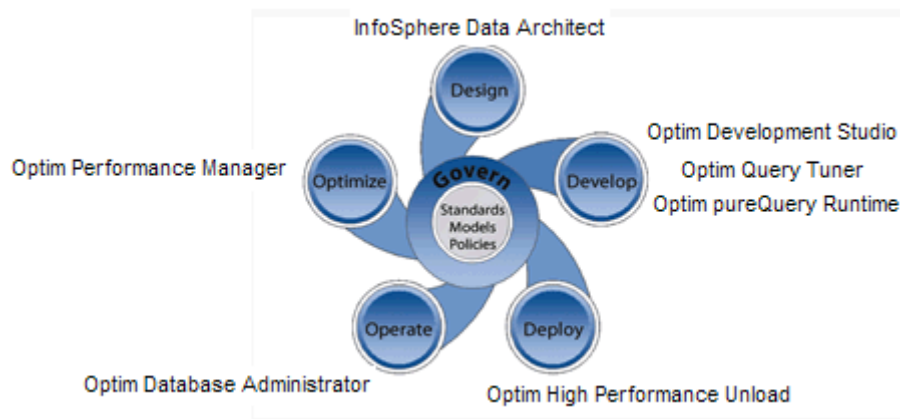 InfoSphere Data Architect
Design
Optim Development Studio
Optim Performance Manager
Optimize
Govern
Develop
Optim Query Tuner
Optim pureQuery Runtime
Standards
Models
Policies
Operate
Deploy
Optim Database Administrator
Optim High Performance Unload